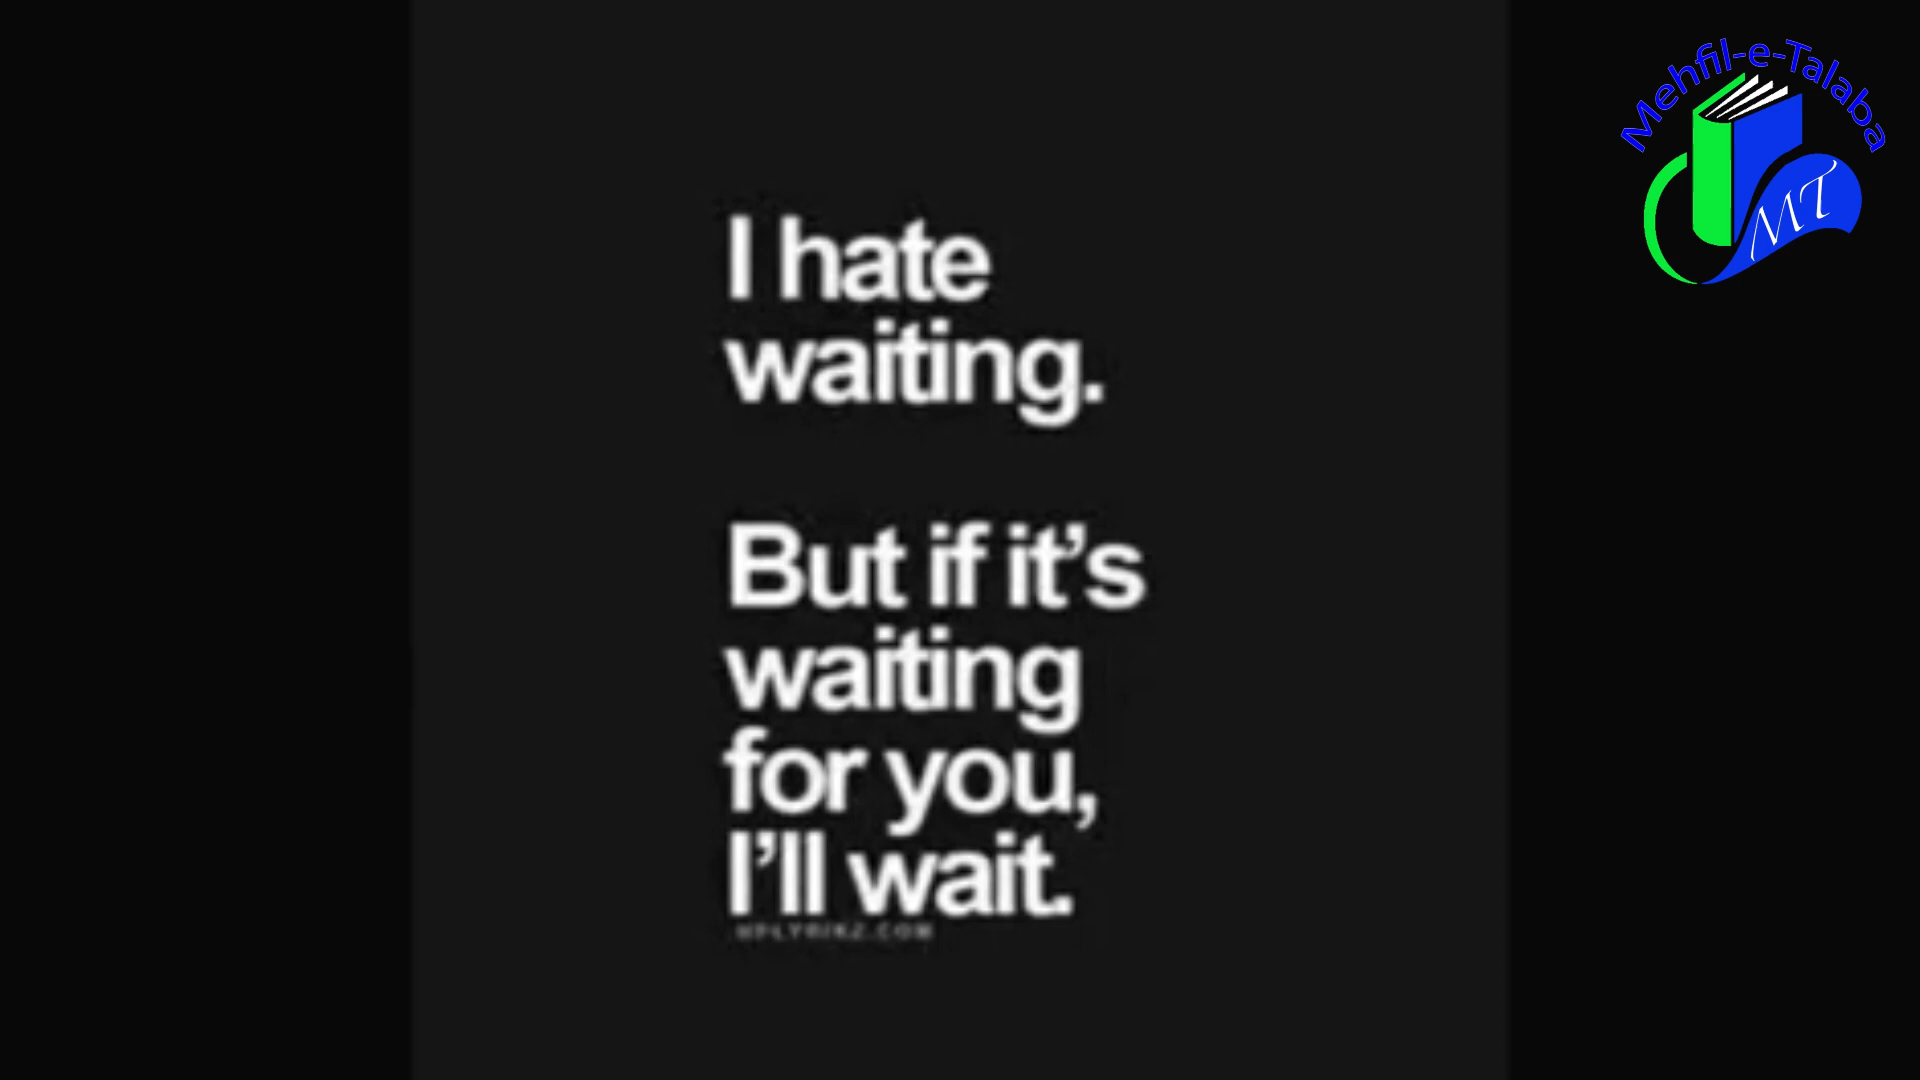 Mehfil-e-Talaba
MT
I hate
waiting.
But if it’s
waiting
for you,
I’ll wait.